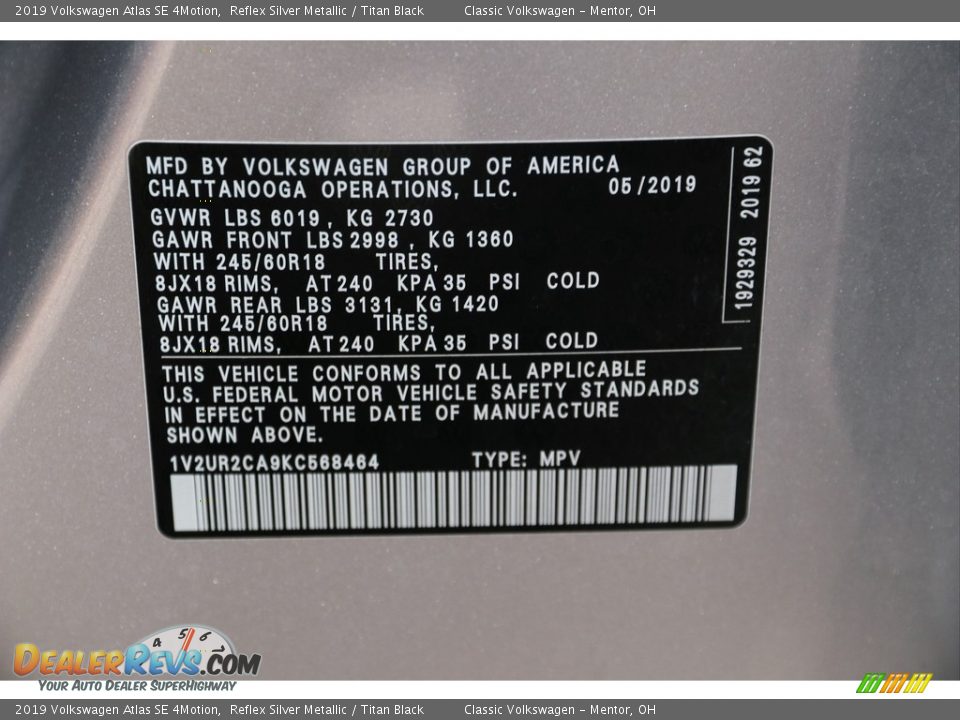 2019 Volkswagen Atlas SE 4Motion, Reflex Silver Metallic / Titan Black Classic Volkswagen - Mentor, OH
MFD BY VOLKSWAGEN GROUP OF AMERICA
CHATTANOOGA OPERATIONS, LLC. 05/2019
GVWR LBS 6019, KG 2730
GAWR FRONT LBS 2998, KG 1360
WITH 245/60R18 TIRES,
8JX18 RIMS, AT 240 KPA 35 PSI COLD
GAWR REAR LBS 3131, KG 1420
WITH 245/60R18 TIRES,
8JX18 RIMS, AT 240 KPA 35 PSI COLD
THIS VEHICLE CONFORMS TO ALL APPLICABLE
U.S. FEDERAL MOTOR VEHICLE SAFETY STANDARDS
IN EFFECT ON THE DATE OF MANUFACTURE
SHOWN ABOVE.
1V2UR2CA9KC568464 TYPE: MPV
1929329 2019 62
4 5 6 7
DEALERREVS.COM
YOUR AUTO DEALER SUPERHIGHWAY
2019 Volkswagen Atlas SE 4Motion, Reflex Silver Metallic / Titan Black Classic Volkswagen - Mentor, OH